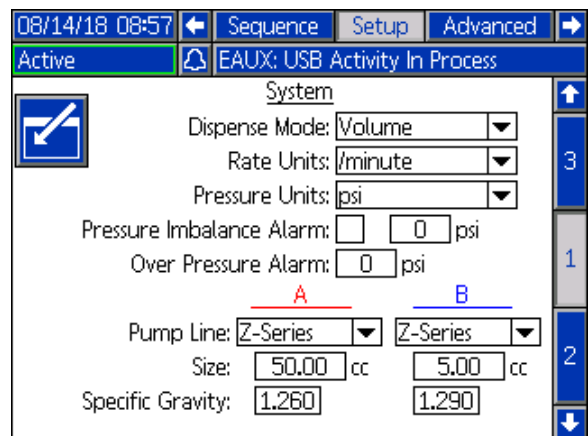 08/14/18 08:57 Sequence Setup Advanced
Active EAUX: USB Activity In Process
System
Dispense Mode: Volume
Rate Units: /minute
3
Pressure Units: psi
Pressure Imbalance Alarm: 0 psi
Over Pressure Alarm: 0 psi
1
A B
Pump Line: Z-Series Z-Series
Size: 50.00 cc 5.00 cc
2
Specific Gravity: 1.260 1.290